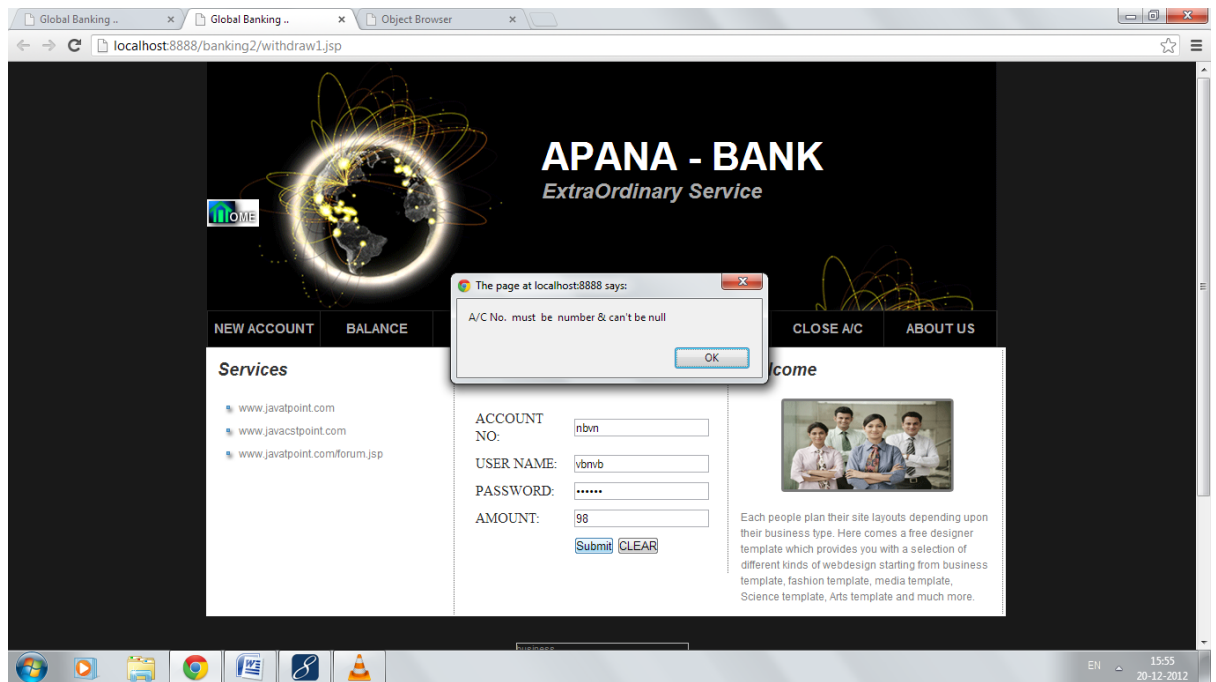 Global Banking ..
Global Banking ..
Object Browser
localhost:8888/banking2/withdraw1.jsp
APANA - BANK
ExtraOrdinary Service
HOME
The page at localhost:8888 says:
A/C No. must be number & can't be null
OK
NEW ACCOUNT BALANCE CLOSE A/C ABOUT US
Services
www.javatpoint.com
www.javacstpoint.com
www.javatpoint.com/forum.jsp
ACCOUNT
NO:
nbvn
USER NAME: vbnvb
PASSWORD: ••••••
AMOUNT: 98
Submit CLEAR
Each people plan their site layouts depending upon
their business type. Here comes a free designer
template which provides you with a selection of
different kinds of webdesign starting from business
template, fashion template, media template,
Science template, Arts template and much more.
business
EN
15:55
20-12-2012